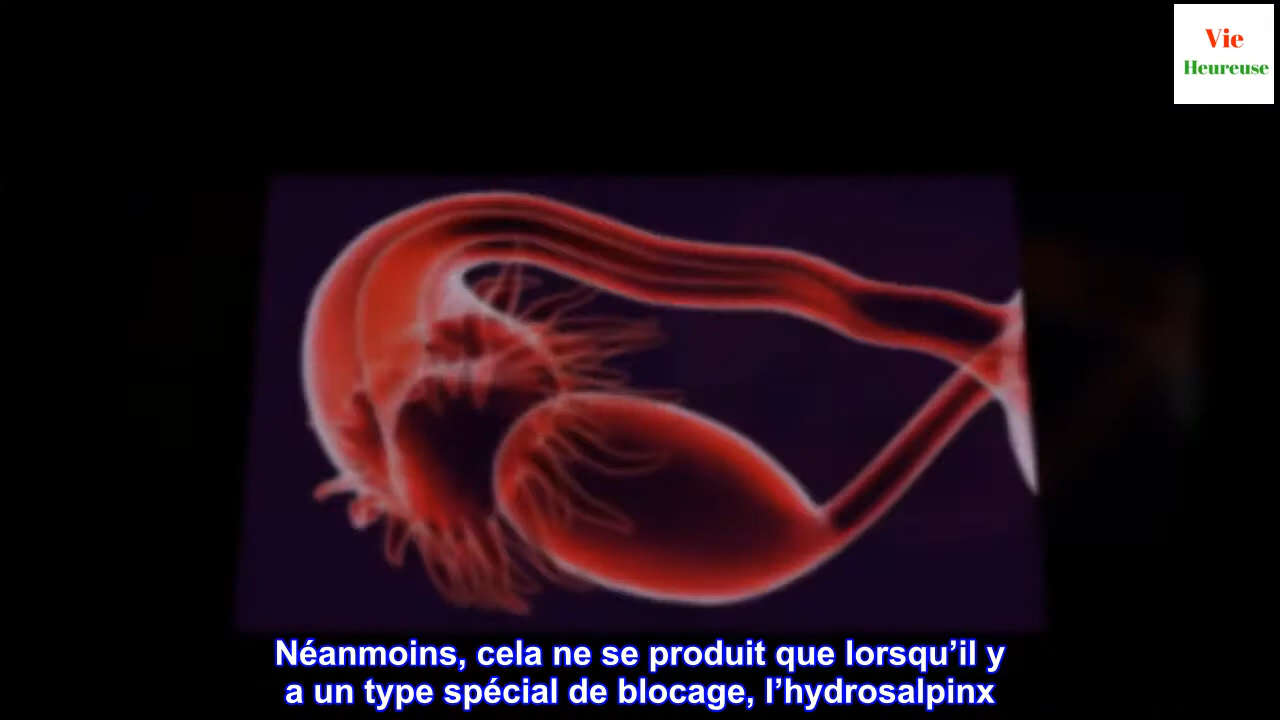 Vie
Heureuse
Néanmoins, cela ne se produit que lorsqu’il y
a un type spécial de blocage, l’hydrosalpinx